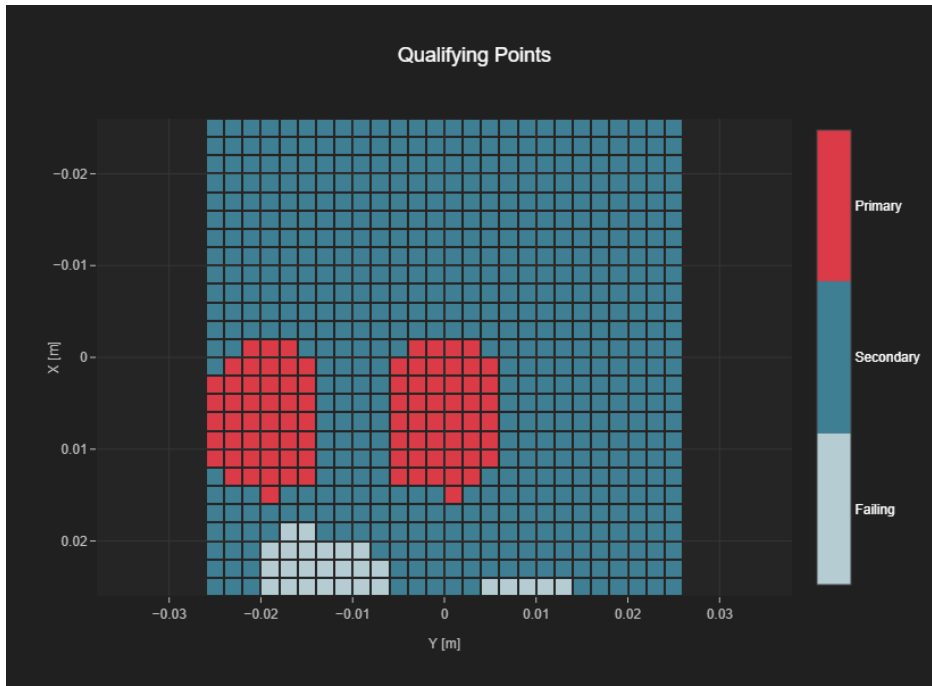 Qualifying Points
−0.02
−0.01
0
0.01
0.02
X [m]
−0.03
−0.02
−0.01
0
0.01
0.02
0.03
Y [m]
Primary
Secondary
Failing